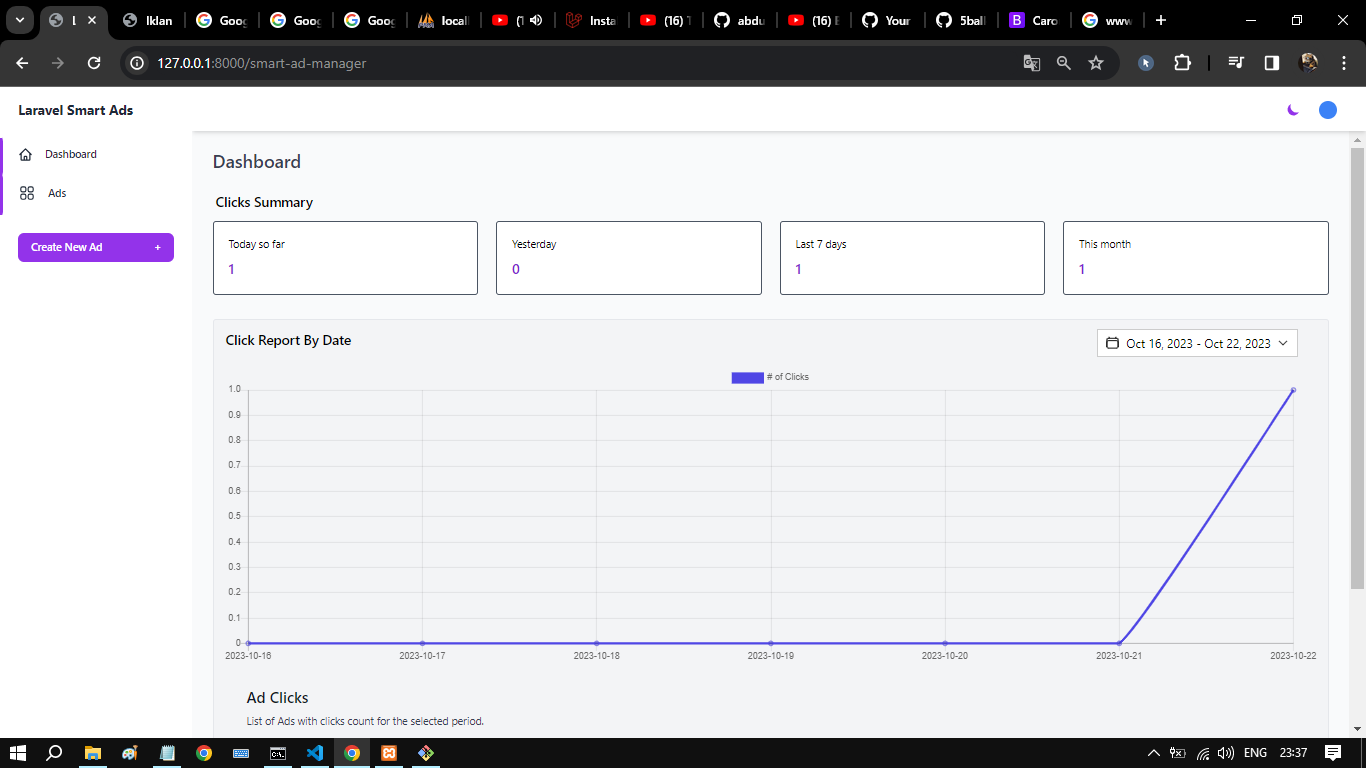 L
Iklan
Goog
Goog
Goog
local
(1
Insta
(16) T
abdu
(16) E
Your
5ball
Caro
www
127.0.0.1:8000/smart-ad-manager
Laravel Smart Ads
Dashboard
Ads
Create New Ad +
Dashboard
Clicks Summary
Today so far
1
Yesterday
0
Last 7 days
1
This month
1
Click Report By Date
Oct 16, 2023 - Oct 22, 2023
# of Clicks
1.0
0.9
0.8
0.7
0.6
0.5
0.4
0.3
0.2
0.1
0
2023-10-16 2023-10-17 2023-10-18 2023-10-19 2023-10-20 2023-10-21 2023-10-22
Ad Clicks
List of Ads with clicks count for the selected period.
ENG 23:37